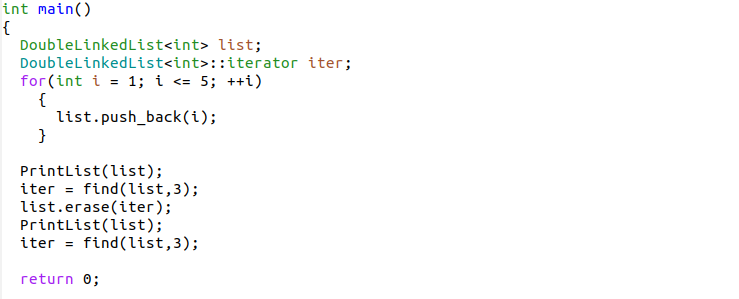 int main()
{
  DoubleLinkedList<int> list;
  DoubleLinkedList<int>::iterator iter;
  for(int i = 1; i <= 5; ++i)
    {
      list.push_back(i);
    }

  PrintList(list);
  iter = find(list,3);
  list.erase(iter);
  PrintList(list);
  iter = find(list,3);

  return 0;